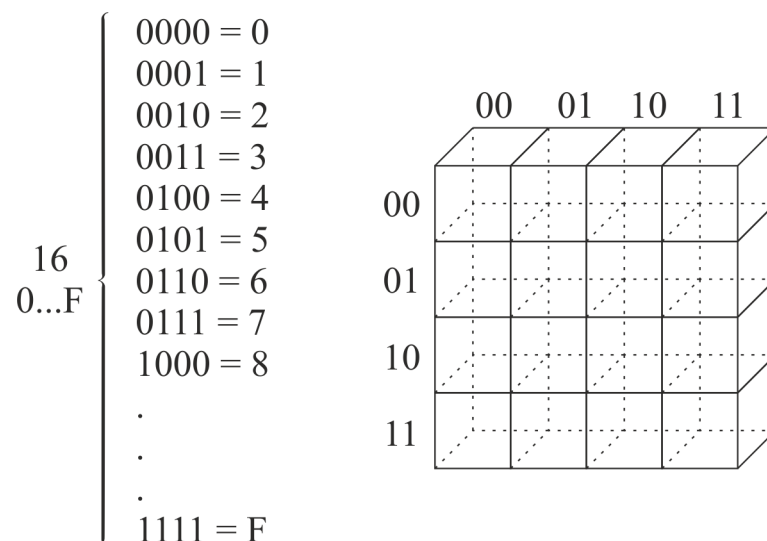 0000 = 0
0001 = 1
0010 = 2
0011 = 3
0100 = 4
0101 = 5
0110 = 6
0111 = 7
1000 = 8
.
.
.
1111 = F
16
0...F
00 01 10 11
00
01
10
11